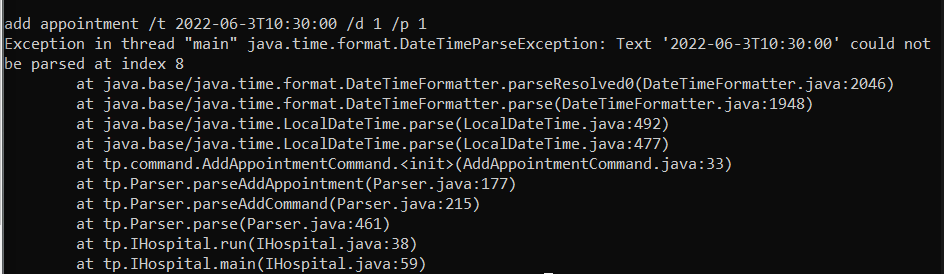 add appointment /t 2022-06-3T10:30:00 /d 1 /p 1
Exception in thread "main" java.time.format.DateTimeParseException: Text '2022-06-3T10:30:00' could not
be parsed at index 8
        at java.base/java.time.format.DateTimeFormatter.parseResolved0(DateTimeFormatter.java:2046)
        at java.base/java.time.format.DateTimeFormatter.parse(DateTimeFormatter.java:1948)
        at java.base/java.time.LocalDateTime.parse(LocalDateTime.java:492)
        at java.base/java.time.LocalDateTime.parse(LocalDateTime.java:477)
        at tp.command.AddAppointmentCommand.<init>(AddAppointmentCommand.java:33)
        at tp.Parser.parseAddAppointment(Parser.java:177)
        at tp.Parser.parseAddCommand(Parser.java:215)
        at tp.Parser.parse(Parser.java:461)
        at tp.IHospital.run(IHospital.java:38)
        at tp.IHospital.main(IHospital.java:59)